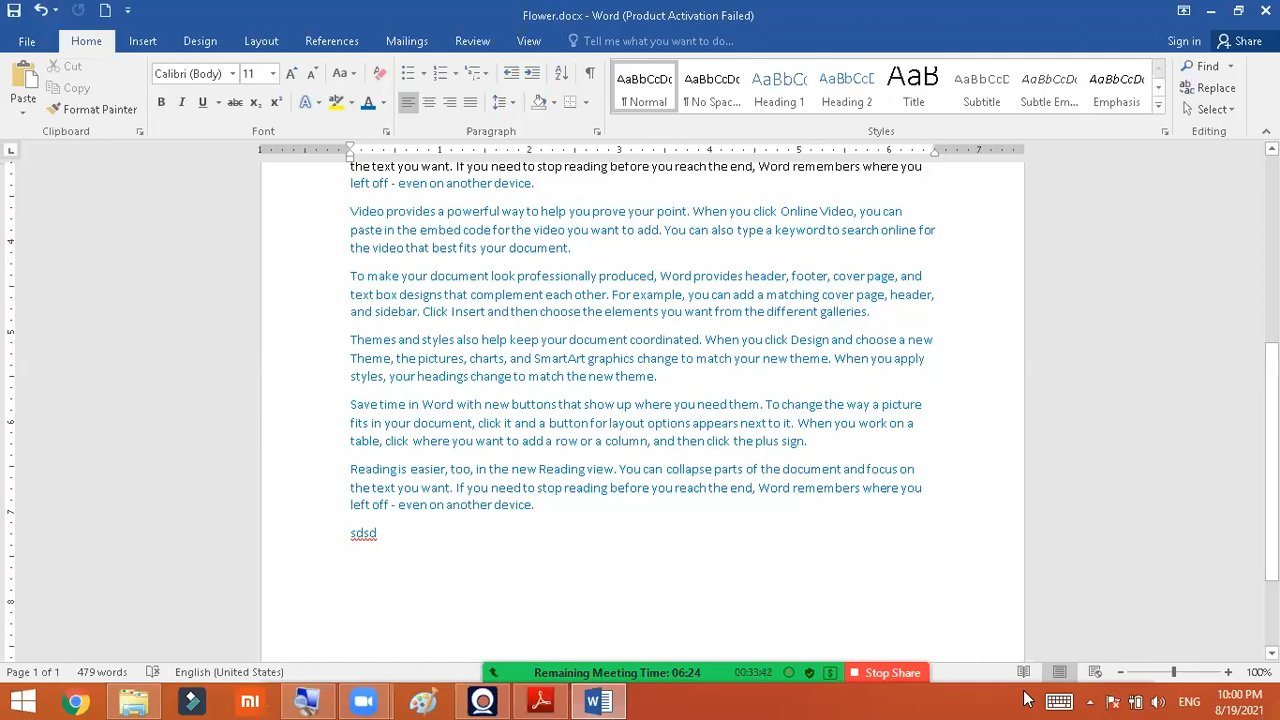 Flower.docx - Word (Product Activation Failed)
File Home Insert Design Layout References Mailings Review View Tell me what you want to do... Sign in Share
Cut
Copy
Format Painter
Paste
Calibri (Body) 11
AaBbCcDc AaBbCcDc AaBbC AaBbCcD AaB AaBbCcD AaBbCcDc AaBbCcDc
¶ Normal ¶ No Spac... Heading Heading 2 Title Subtitle Subtle Em... Emphasis
Find
Replace
Select
Clipboard Font Paragraph Styles Editing
1 1 2 3 4 5 6 7
the text you want. If you need to stop reading before you reach the end, Word remembers where you
left off - even on another device.
Video provides a powerful way to help you prove your point. When you click Online Video, you can
paste in the embed code for the video you want to add. You can also type a keyword to search online for
the video that best fits your document.
To make your document look professionally produced, Word provides header, footer, cover page, and
text box designs that complement each other. For example, you can add a matching cover page, header,
and sidebar. Click Insert and then choose the elements you want from the different galleries.
Themes and styles also help keep your document coordinated. When you click Design and choose a new
Theme, the pictures, charts, and SmartArt graphics change to match your new theme. When you apply
styles, your headings change to match the new theme.
Save time in Word with new buttons that show up where you need them. To change the way a picture
fits in your document, click it and a button for layout options appears next to it. When you work on a
table, click where you want to add a row or a column, and then click the plus sign.
Reading is easier, too, in the new Reading view. You can collapse parts of the document and focus on
the text you want. If you need to stop reading before you reach the end, Word remembers where you
left off - even on another device.
sdsd
Page 1 of 1 479 words English (United States) Remaining Meeting Time: 06:24 00:33:42 Stop Share 100%
ENG 10:00 PM
8/19/2021